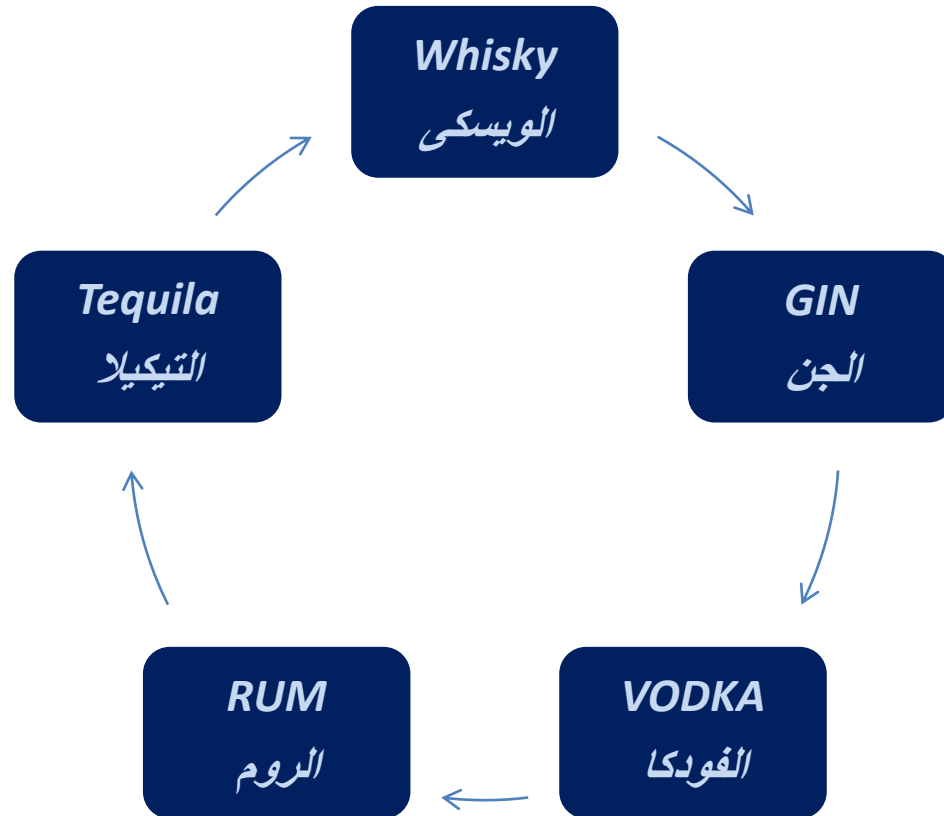 Whisky
الويسكى
GIN
الجن
VODKA
الفودكا
RUM
الروم
Tequila
التيكيلا